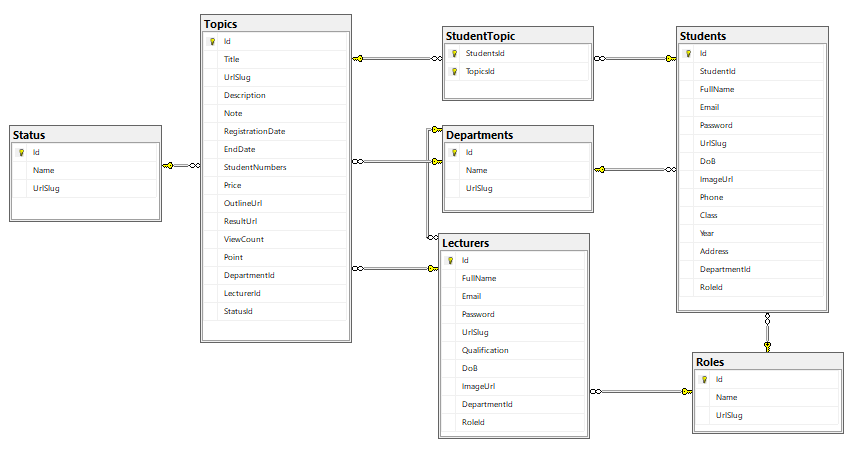 Topics
Id
Title
UrlSlug
Description
Note
RegistrationDate
EndDate
StudentNumbers
Price
OutlineUrl
ResultUrl
ViewCount
Point
DepartmentId
LecturerId
StatusId
StudentTopic
StudentsId
TopicsId
Students
Id
StudentId
FullName
Email
Password
UrlSlug
DoB
ImageUrl
Phone
Class
Year
Address
DepartmentId
RoleId
Status
Id
Name
UrlSlug
Departments
Id
Name
UrlSlug
Lecturers
Id
FullName
Email
Password
UrlSlug
Qualification
DoB
ImageUrl
DepartmentId
RoleId
Roles
Id
Name
UrlSlug